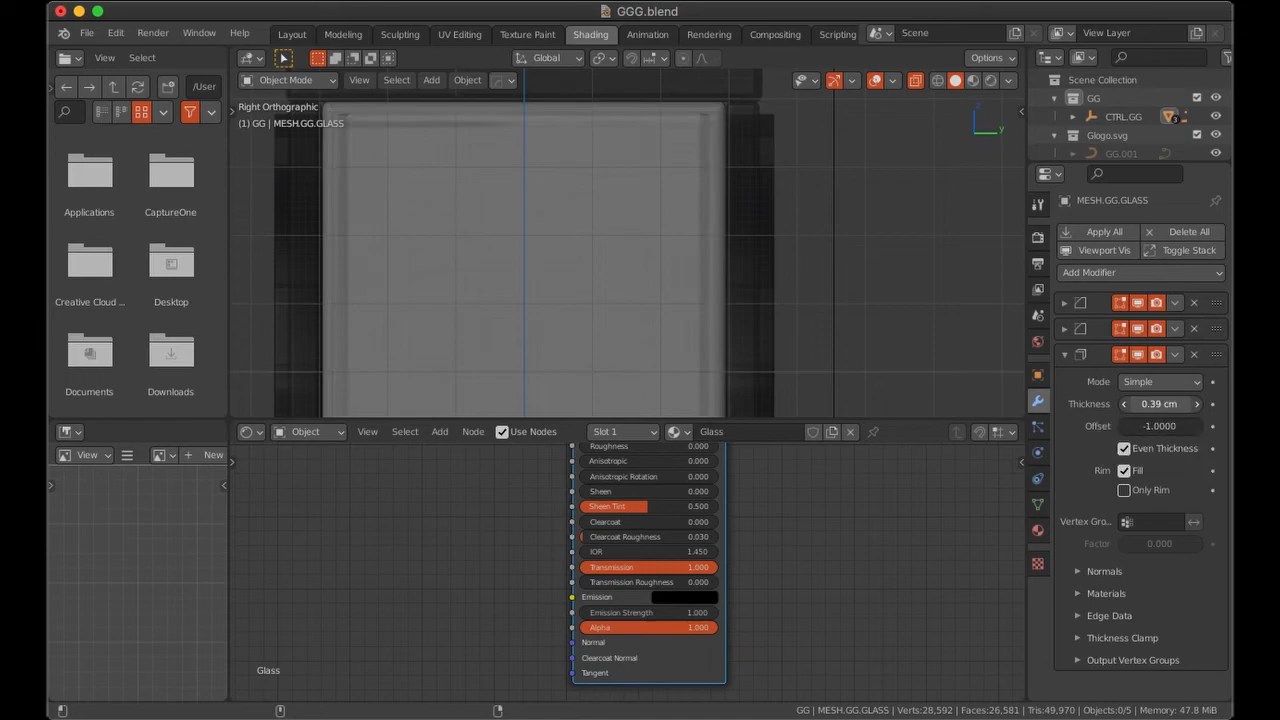 GGG.blend
File Edit Render Window Help
Layout Modeling Sculpting UV Editing Texture Paint Shading Animation Rendering Compositing Scripting
Scene
View Layer
View Select
Global
Options
/User
Object Mode View Select Add Object
Right Orthographic
(1) GG | MESH.GG.GLASS
z
y
Applications
CaptureOne
Creative Cloud ...
Desktop
Documents
Downloads
Scene Collection
GG
CTRL.GG
3
Glogo.svg
GG.001
MESH.GG.GLASS
Apply All
Delete All
Viewport Vis
Toggle Stack
Add Modifier
Mode Simple
Thickness 0.39 cm
Offset -1.0000
Even Thickness
Rim Fill
Only Rim
Vertex Gro...
Factor 0.000
Normals
Materials
Edge Data
Thickness Clamp
Output Vertex Groups
View
New
Object View Select Add Node Use Nodes Slot 1 Glass
Roughness 0.000
Anisotropic 0.000
Anisotropic Rotation 0.000
Sheen 0.000
Sheen Tint 0.500
Clearcoat 0.000
Clearcoat Roughness 0.030
IOR 1.450
Transmission 1.000
Transmission Roughness 0.000
Emission
Emission Strength 1.000
Alpha 1.000
Normal
Clearcoat Normal
Tangent
Glass
GG | MESH.GG.GLASS | Verts:28,592 | Faces:26,581 | Tris:49,970 | Objects:0/5 | Memory: 47.8 MiB